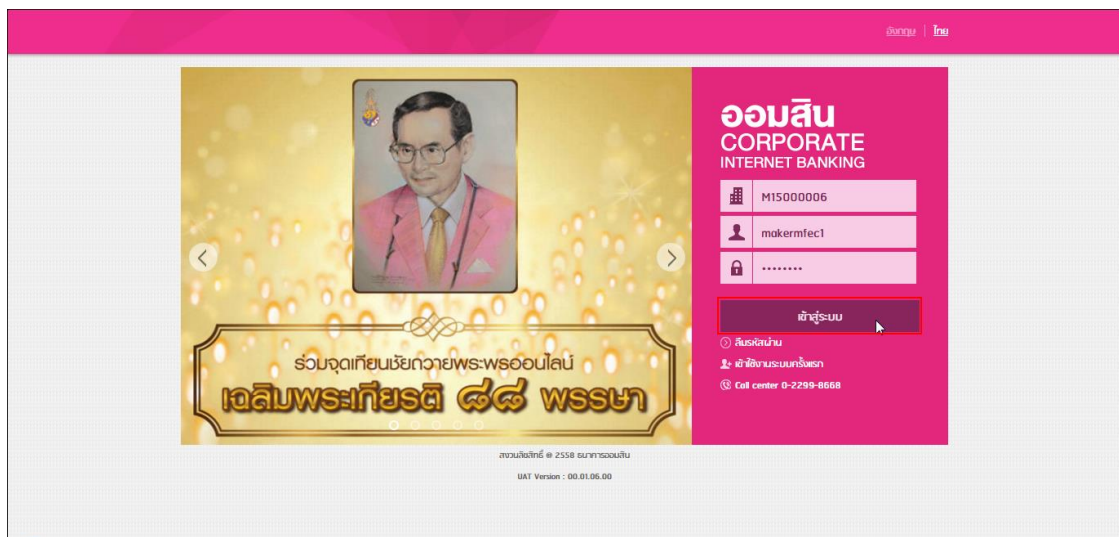 อังกฤษ | ไทย
ออมสิน
CORPORATE
INTERNET BANKING
M15000006
makermfec1
••••••••
เข้าสู่ระบบ
ลืมรหัสผ่าน
เข้าใช้งานระบบครั้งแรก
Call center 0-2299-8668
ร่วมจุดเทียนชัยถวายพระพรออนไลน์
เฉลิมพระเกียรติ ๘๘ พรรษา
สงวนลิขสิทธิ์ @ 2558 ธนาคารออมสิน
UAT Version : 00.01.06.00